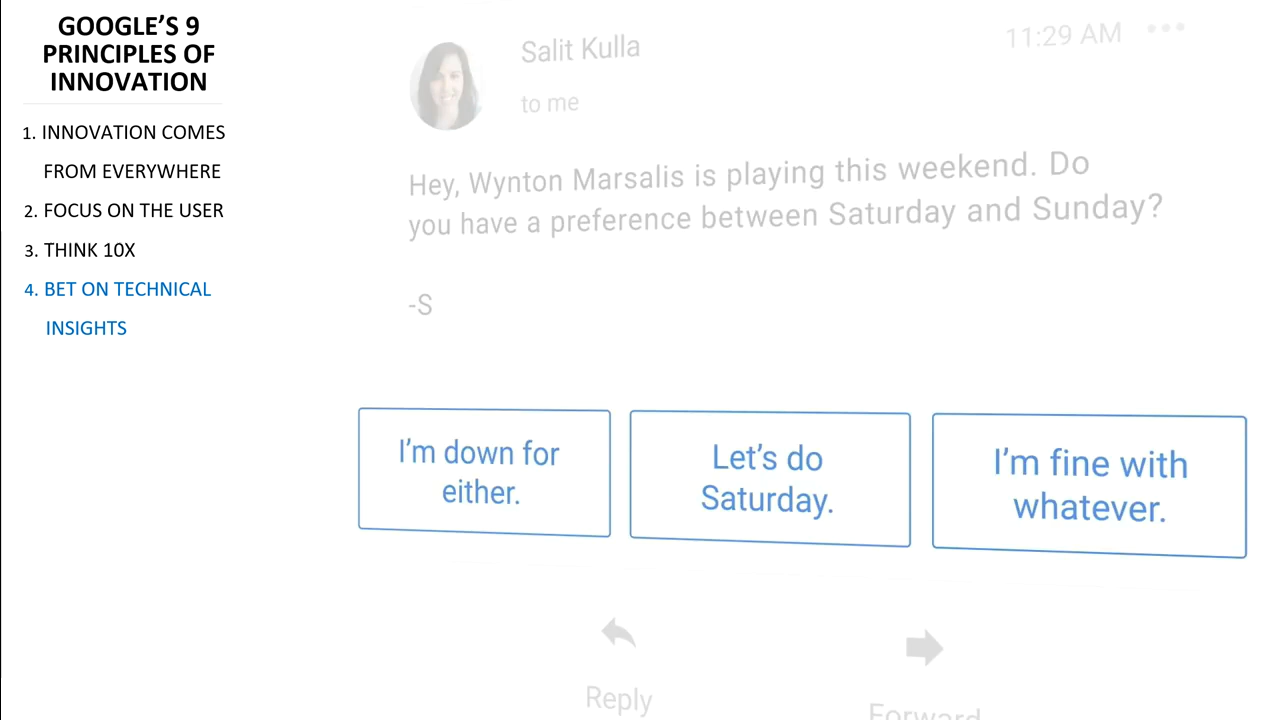 GOOGLE’S 9
PRINCIPLES OF
INNOVATION
1. INNOVATION COMES
FROM EVERYWHERE
2. FOCUS ON THE USER
3. THINK 10X
4. BET ON TECHNICAL
INSIGHTS
Salit Kulla
11:29 AM
to me
Hey, Wynton Marsalis is playing this weekend. Do
you have a preference between Saturday and Sunday?
-S
I’m down for
either.
Let’s do
Saturday.
I’m fine with
whatever.
Reply
Forward